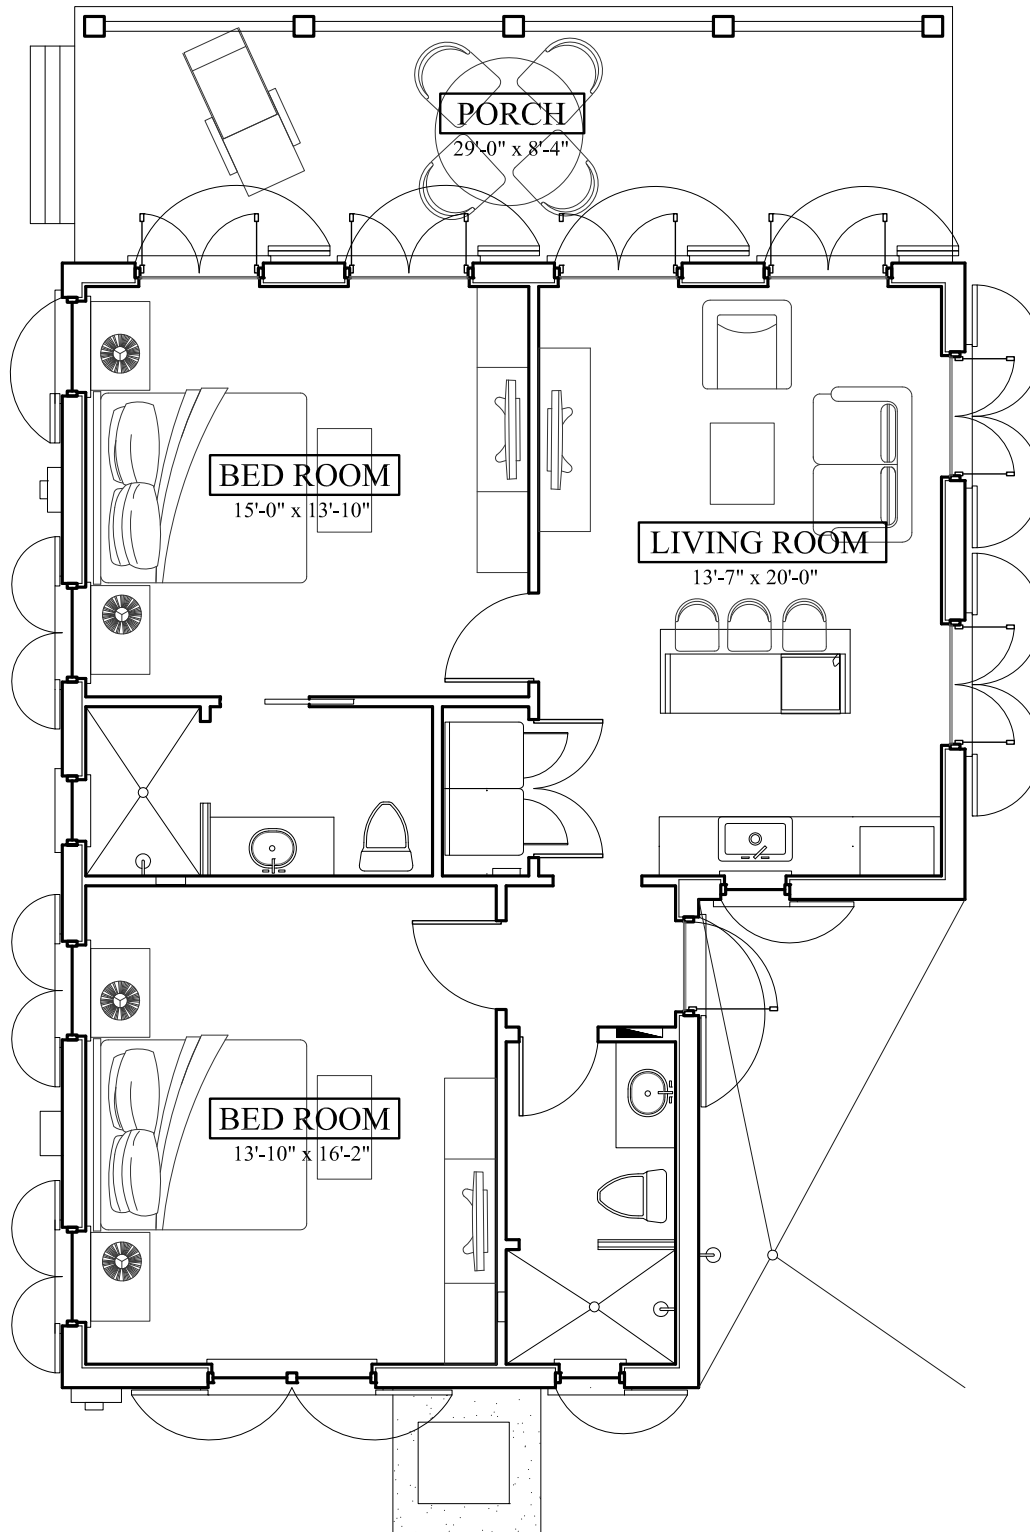 PORCH
29'-0" x 8'-4"
BED ROOM
15'-0" x 13'-10"
LIVING ROOM
13'-7" x 20'-0"
BED ROOM
13'-10" x 16'-2"